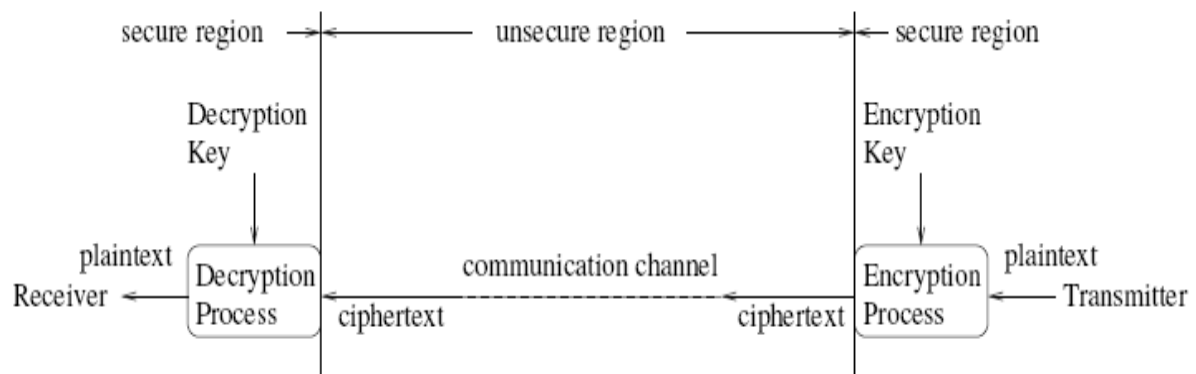 secure region
unsecure region
secure region
Decryption
Key
Encryption
Key
plaintext
Receiver
Decryption
Process
ciphertext
communication channel
ciphertext
Encryption
Process
plaintext
Transmitter